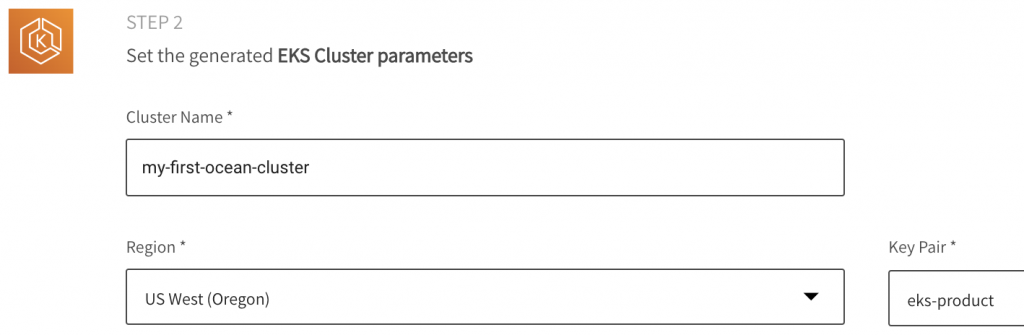 K
STEP 2
Set the generated EKS Cluster parameters
Cluster Name *
my-first-ocean-cluster
Region *
Key Pair *
US West (Oregon)
eks-product